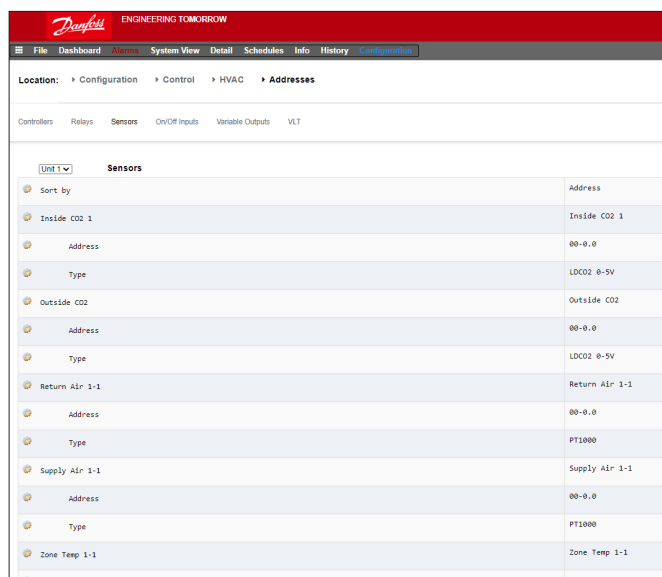 Danfoss ENGINEERING TOMORROW
File Dashboard Alarms System View Detail Schedules Info History Configuration
Location: Configuration Control HVAC Addresses
Controllers Relays Sensors On/Off Inputs Variable Outputs VLT
Unit 1 Sensors
Sort by Address
Inside CO2 1 Inside CO2 1
Address 00-0.0
Type LDCO2 0-5V
Outside CO2 Outside CO2
Address 00-0.0
Type LDCO2 0-5V
Return Air 1-1 Return Air 1-1
Address 00-0.0
Type PT1000
Supply Air 1-1 Supply Air 1-1
Address 00-0.0
Type PT1000
Zone Temp 1-1 Zone Temp 1-1